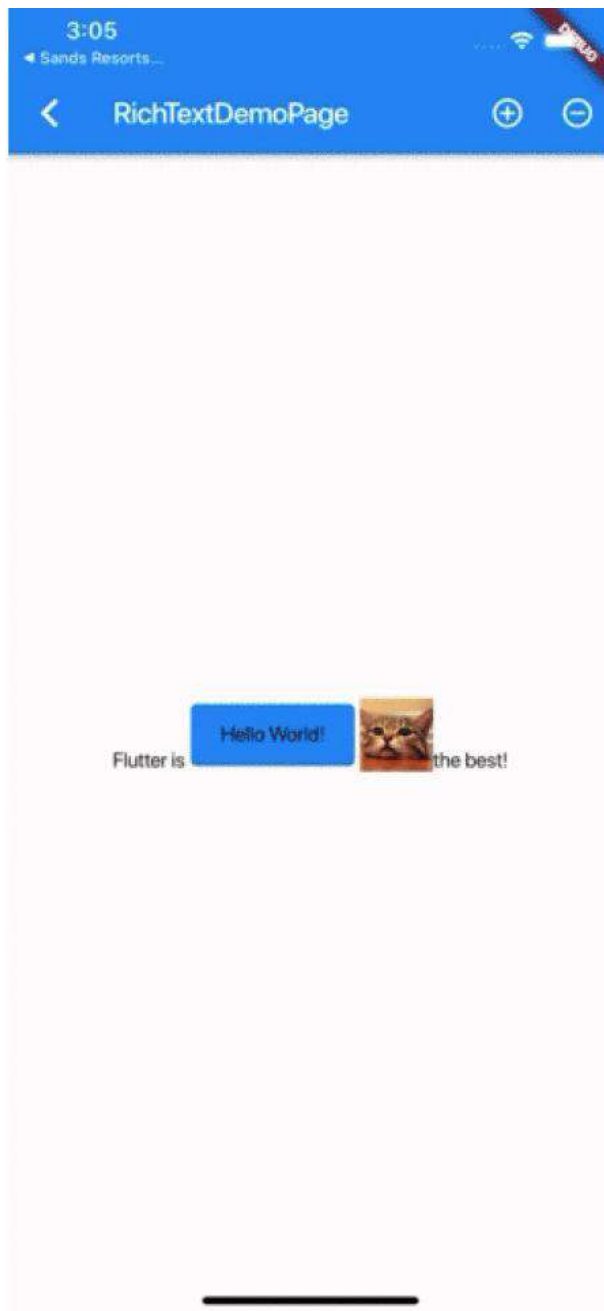 3:05
◀ Sands Resorts...
RichTextDemoPage
Flutter is Hello World! the best!